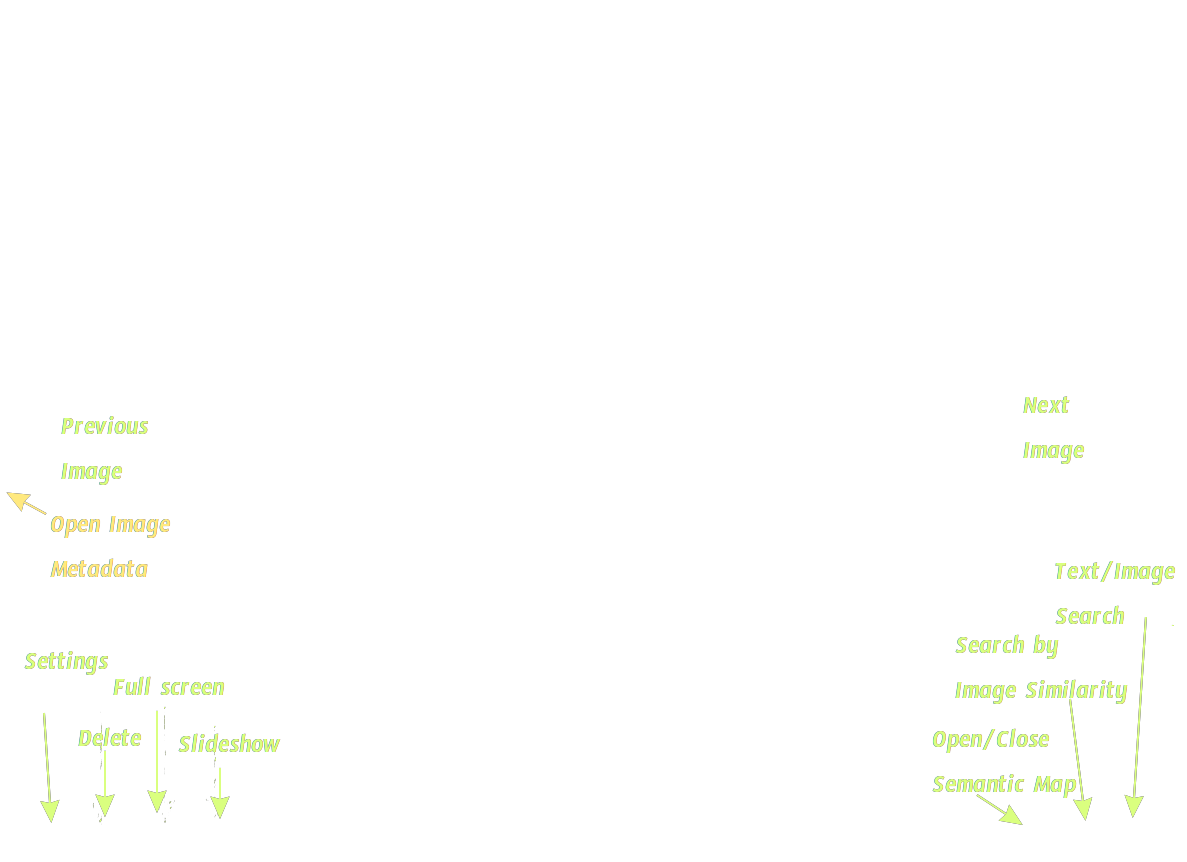 Previous
Image
Open Image
Metadata
Settings
Full screen
Delete
Slideshow
Next
Image
Text/Image
Search
Search by
Image Similarity
Open/Close
Semantic Map